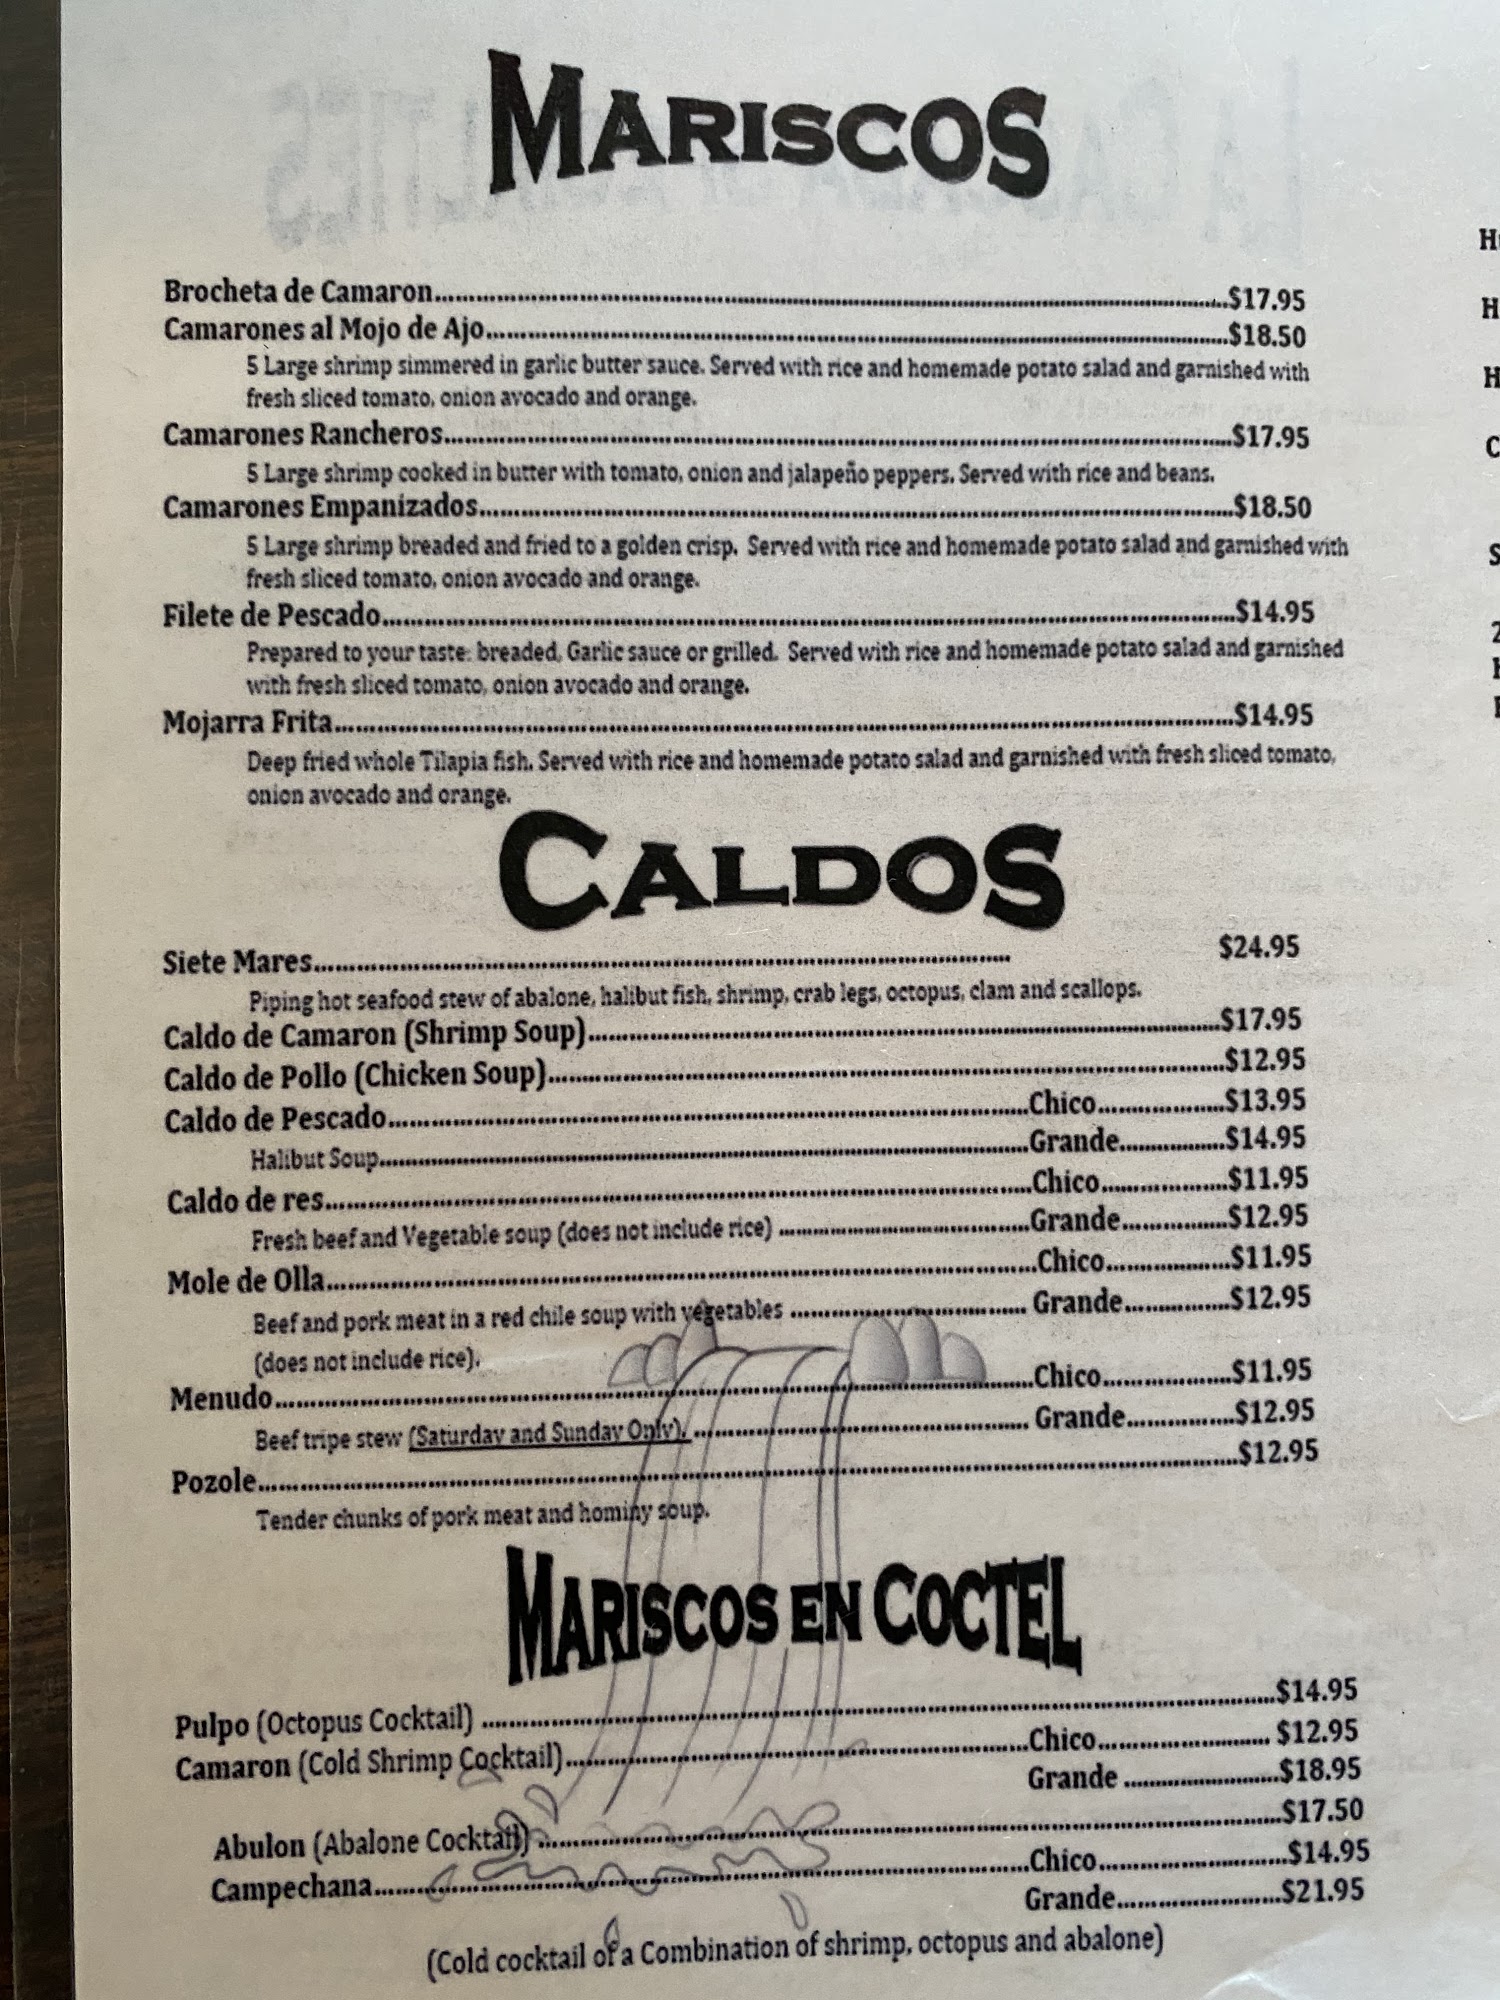 MARISCOS
Brocheta de Camaron..........$17.95
Camarones al Mojo de Ajo..........$18.50
5 Large shrimp simmered in garlic butter sauce. Served with rice and homemade potato salad and garnished with
fresh sliced tomato, onion avocado and orange.
Camarones Rancheros..........$17.95
5 Large shrimp cooked in butter with tomato, onion and jalapeño peppers. Served with rice and beans.
Camarones Empanizados..........$18.50
5 Large shrimp breaded and fried to a golden crisp. Served with rice and homemade potato salad and garnished with
fresh sliced tomato, onion avocado and orange.
Filete de Pescado..........$14.95
Prepared to your taste: breaded, Garlic sauce or grilled. Served with rice and homemade potato salad and garnished
with fresh sliced tomato, onion avocado and orange.
Mojarra Frita..........$14.95
Deep fried whole Tilapia fish. Served with rice and homemade potato salad and garnished with fresh sliced tomato,
onion avocado and orange.
CALDOS
Siete Mares.......... $24.95
Piping hot seafood stew of abalone, halibut fish, shrimp, crab legs, octopus, clam and scallops.
Caldo de Camaron (Shrimp Soup)..........$17.95
Caldo de Pollo (Chicken Soup)..........$12.95
Caldo de Pescado..........Chico..........$13.95
Halibut Soup..........Grande..........$14.95
Caldo de res..........Chico..........$11.95
Fresh beef and Vegetable soup (does not include rice) ..........Grande..........$12.95
Mole de Olla..........Chico..........$11.95
Beef and pork meat in a red chile soup with vegetables .......... Grande..........$12.95
(does not include rice).
Menudo..........Chico..........$11.95
Beef tripe stew (Saturday and Sunday Only). .......... Grande..........$12.95
Pozole..........$12.95
Tender chunks of pork meat and hominy soup.
MARISCOS EN COCTEL
Pulpo (Octopus Cocktail) ..........$14.95
Camaron (Cold Shrimp Cocktail)..........Chico.......... $12.95
Grande ..........$18.95
Abulon (Abalone Cocktail) ..........$17.50
Campechana..........Chico..........$14.95
Grande..........$21.95
(Cold cocktail of a Combination of shrimp, octopus and abalone)